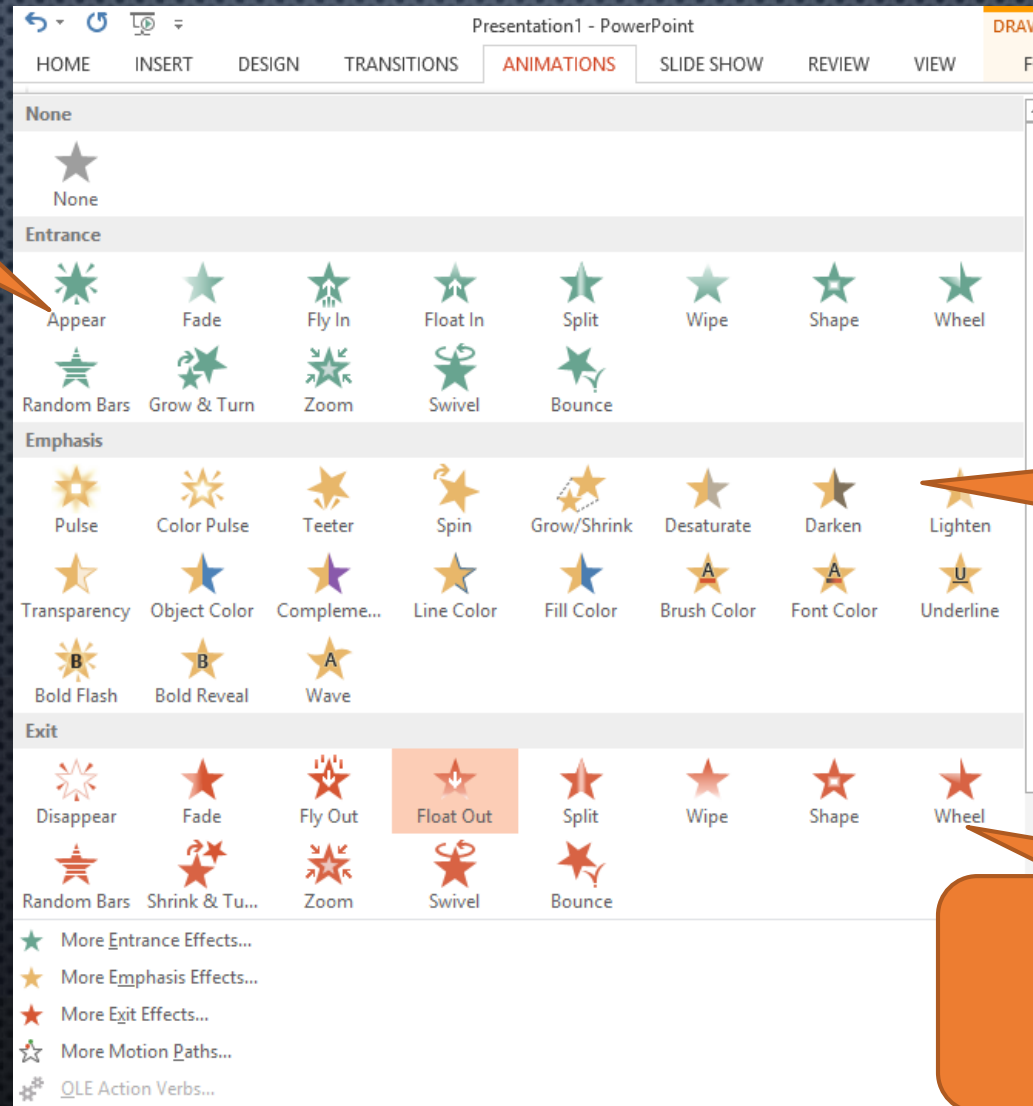 Presentation1 - PowerPoint
DRAW
HOME INSERT DESIGN TRANSITIONS ANIMATIONS SLIDE SHOW REVIEW VIEW F
None
None
Entrance
Appear Fade Fly In Float In Split Wipe Shape Wheel
Random Bars Grow & Turn Zoom Swivel Bounce
Emphasis
Pulse Color Pulse Teeter Spin Grow/Shrink Desaturate Darken Lighten
Transparency Object Color Compleme... Line Color Fill Color Brush Color Font Color Underline
Bold Flash Bold Reveal Wave
Exit
Disappear Fade Fly Out Float Out Split Wipe Shape Wheel
Random Bars Shrink & Tu... Zoom Swivel Bounce
More Entrance Effects...
More Emphasis Effects...
More Exit Effects...
More Motion Paths...
OLE Action Verbs...